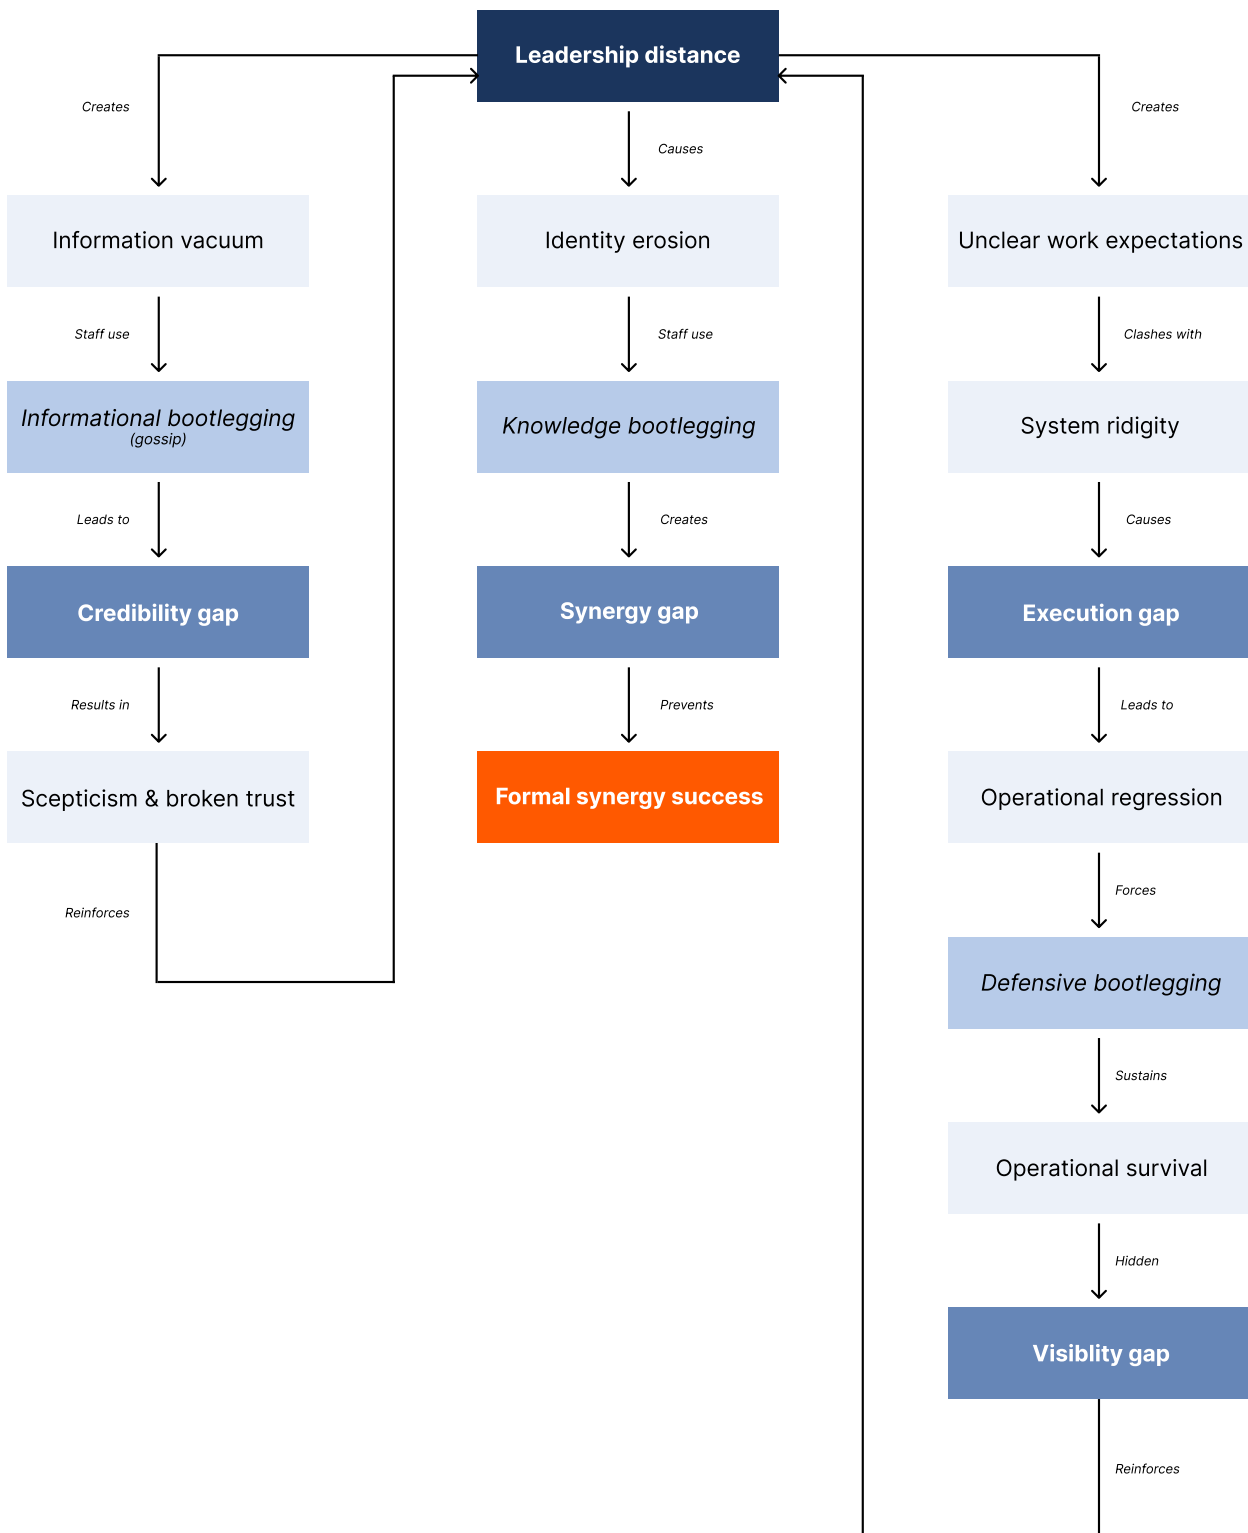 Leadership distance
Creates
Causes
Creates
Information vacuum
Identity erosion
Unclear work expectations
Staff use
Staff use
Clashes with
Informational bootlegging
(gossip)
Knowledge bootlegging
System ridigity
Leads to
Creates
Causes
Credibility gap
Synergy gap
Execution gap
Results in
Prevents
Leads to
Scepticism & broken trust
Formal synergy success
Operational regression
Reinforces
Forces
Defensive bootlegging
Sustains
Operational survival
Hidden
Visiblity gap
Reinforces